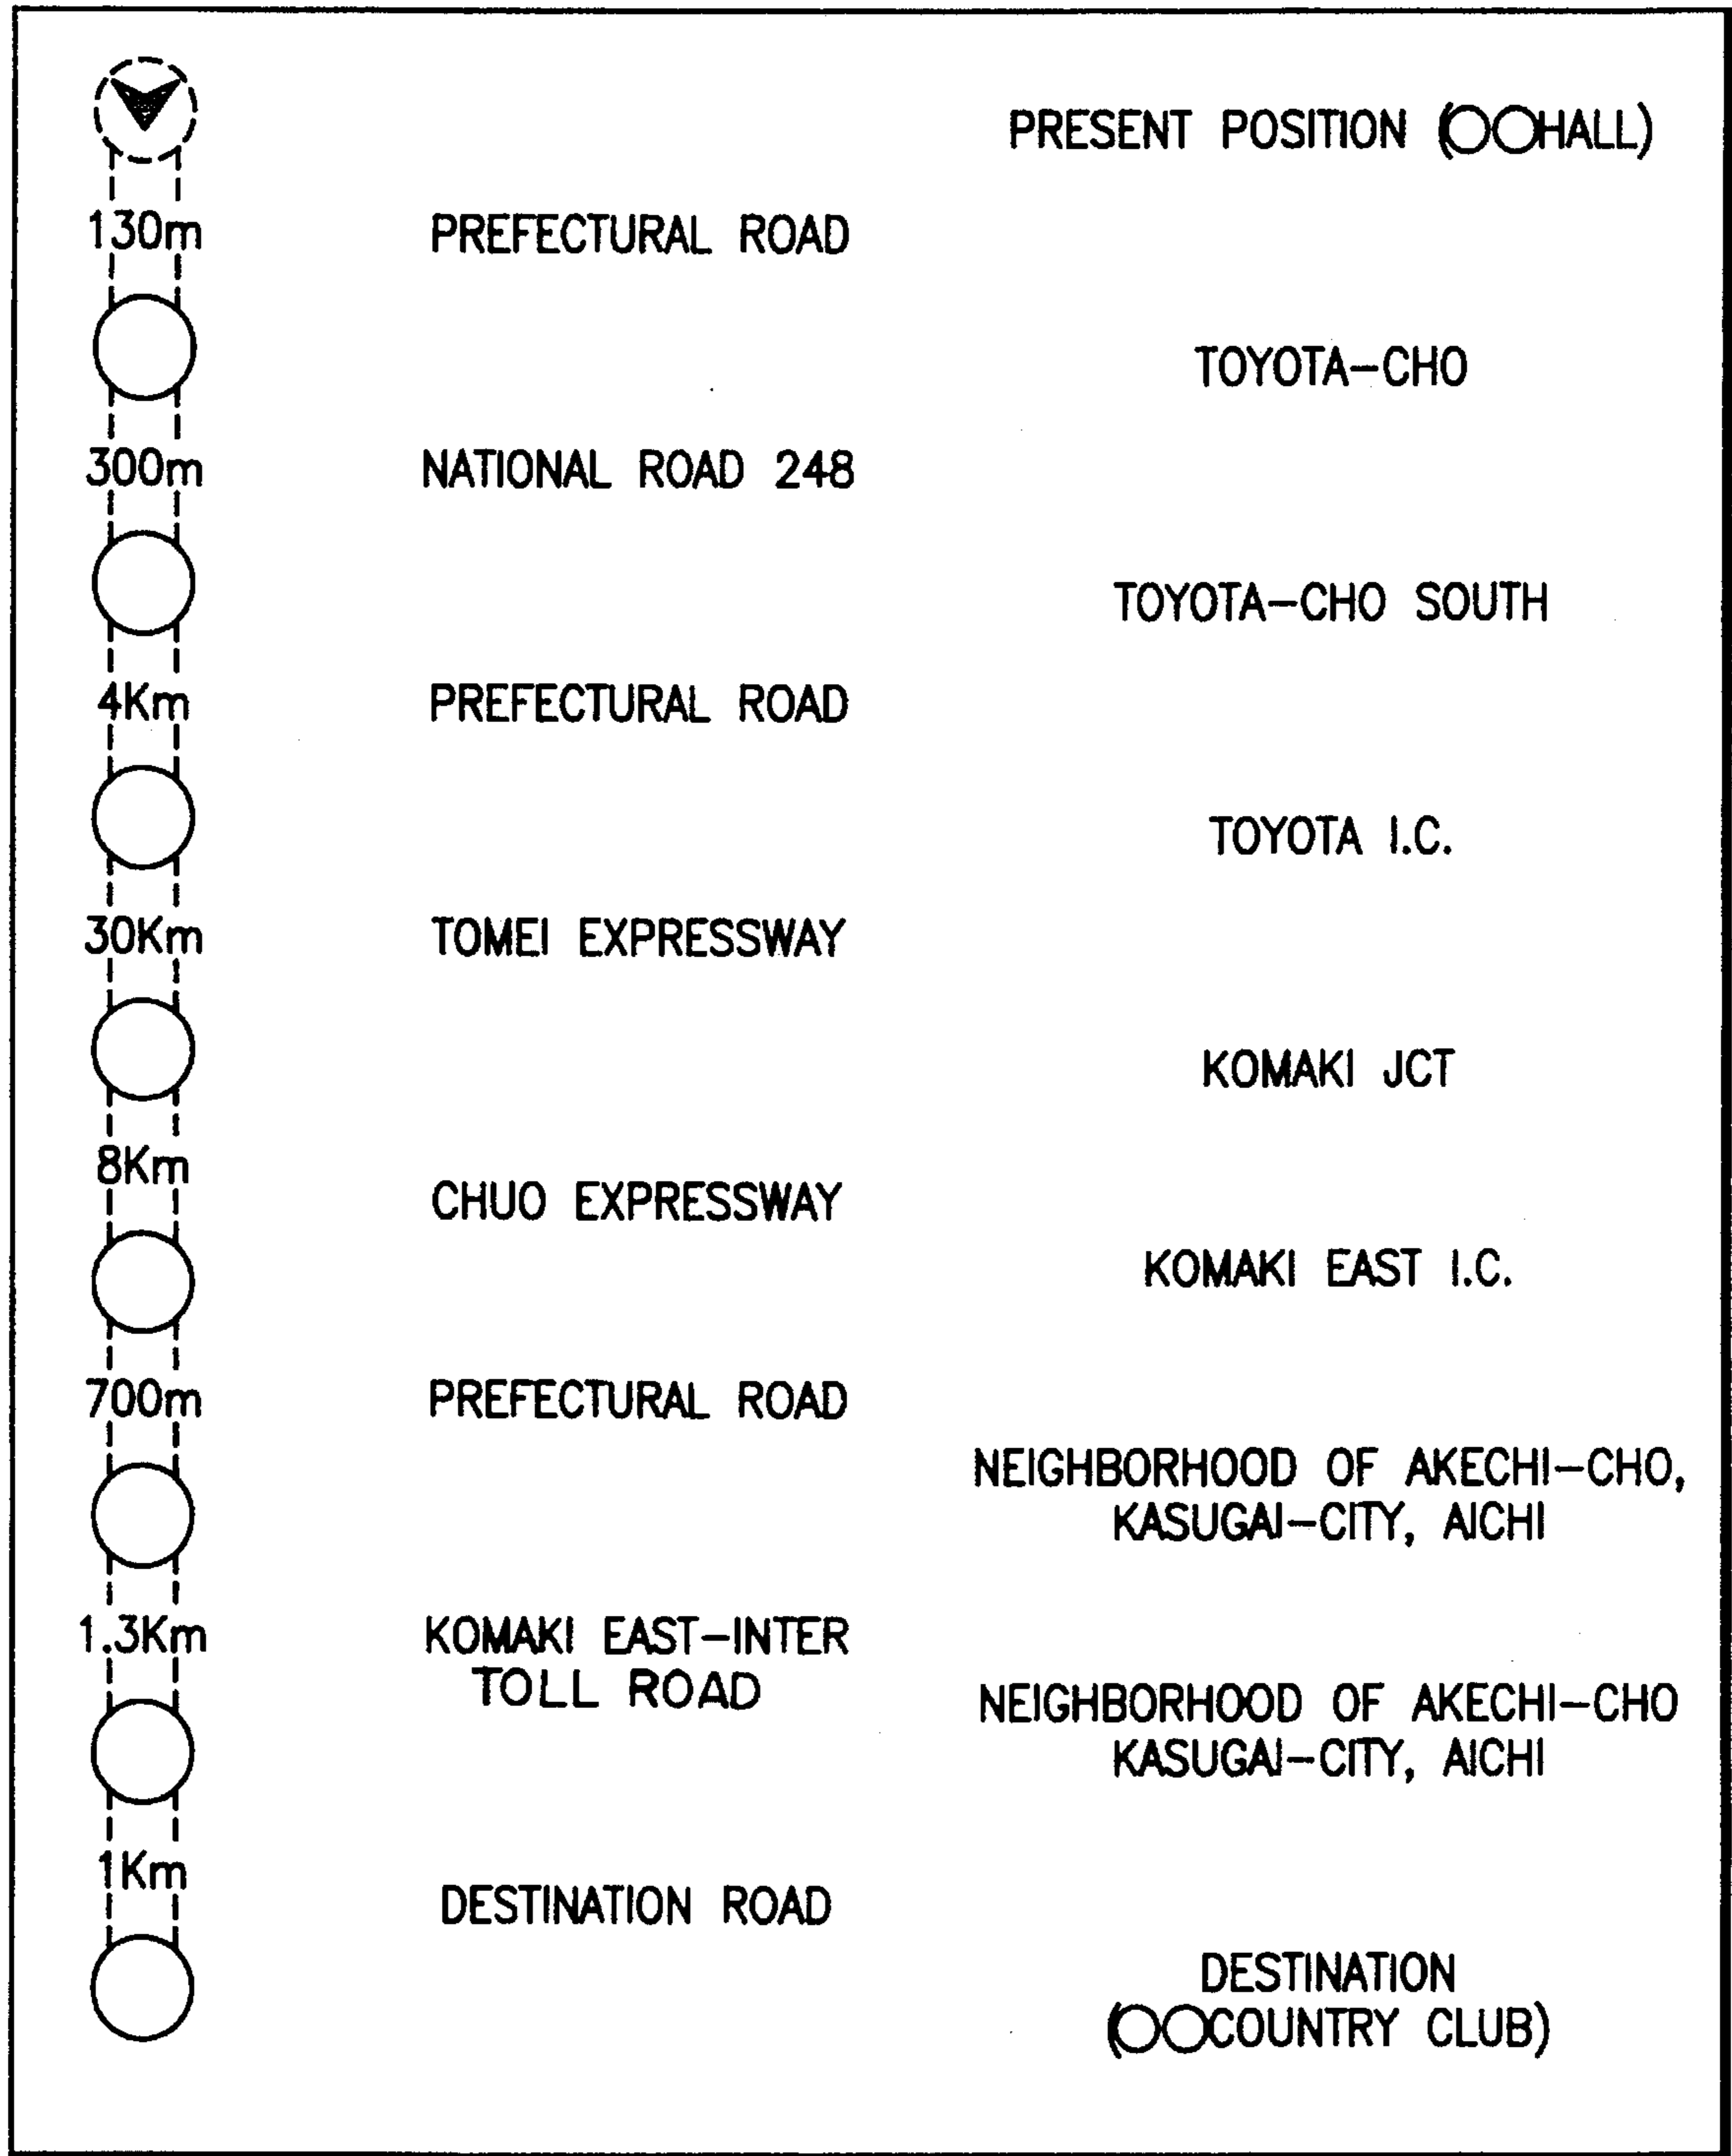 PRESENT POSITION (○○HALL)
130m PREFECTURAL ROAD
TOYOTA-CHO
300m NATIONAL ROAD 248
TOYOTA-CHO SOUTH
4Km PREFECTURAL ROAD
TOYOTA I.C.
30Km TOMEI EXPRESSWAY
KOMAKI JCT
8Km
CHUO EXPRESSWAY
KOMAKI EAST I.C.
700m PREFECTURAL ROAD
NEIGHBORHOOD OF AKECHI-CHO,
KASUGAI-CITY, AICHI
1.3Km KOMAKI EAST-INTER
TOLL ROAD
NEIGHBORHOOD OF AKECHI-CHO
KASUGAI-CITY, AICHI
1Km
DESTINATION ROAD
DESTINATION
(○○COUNTRY CLUB)